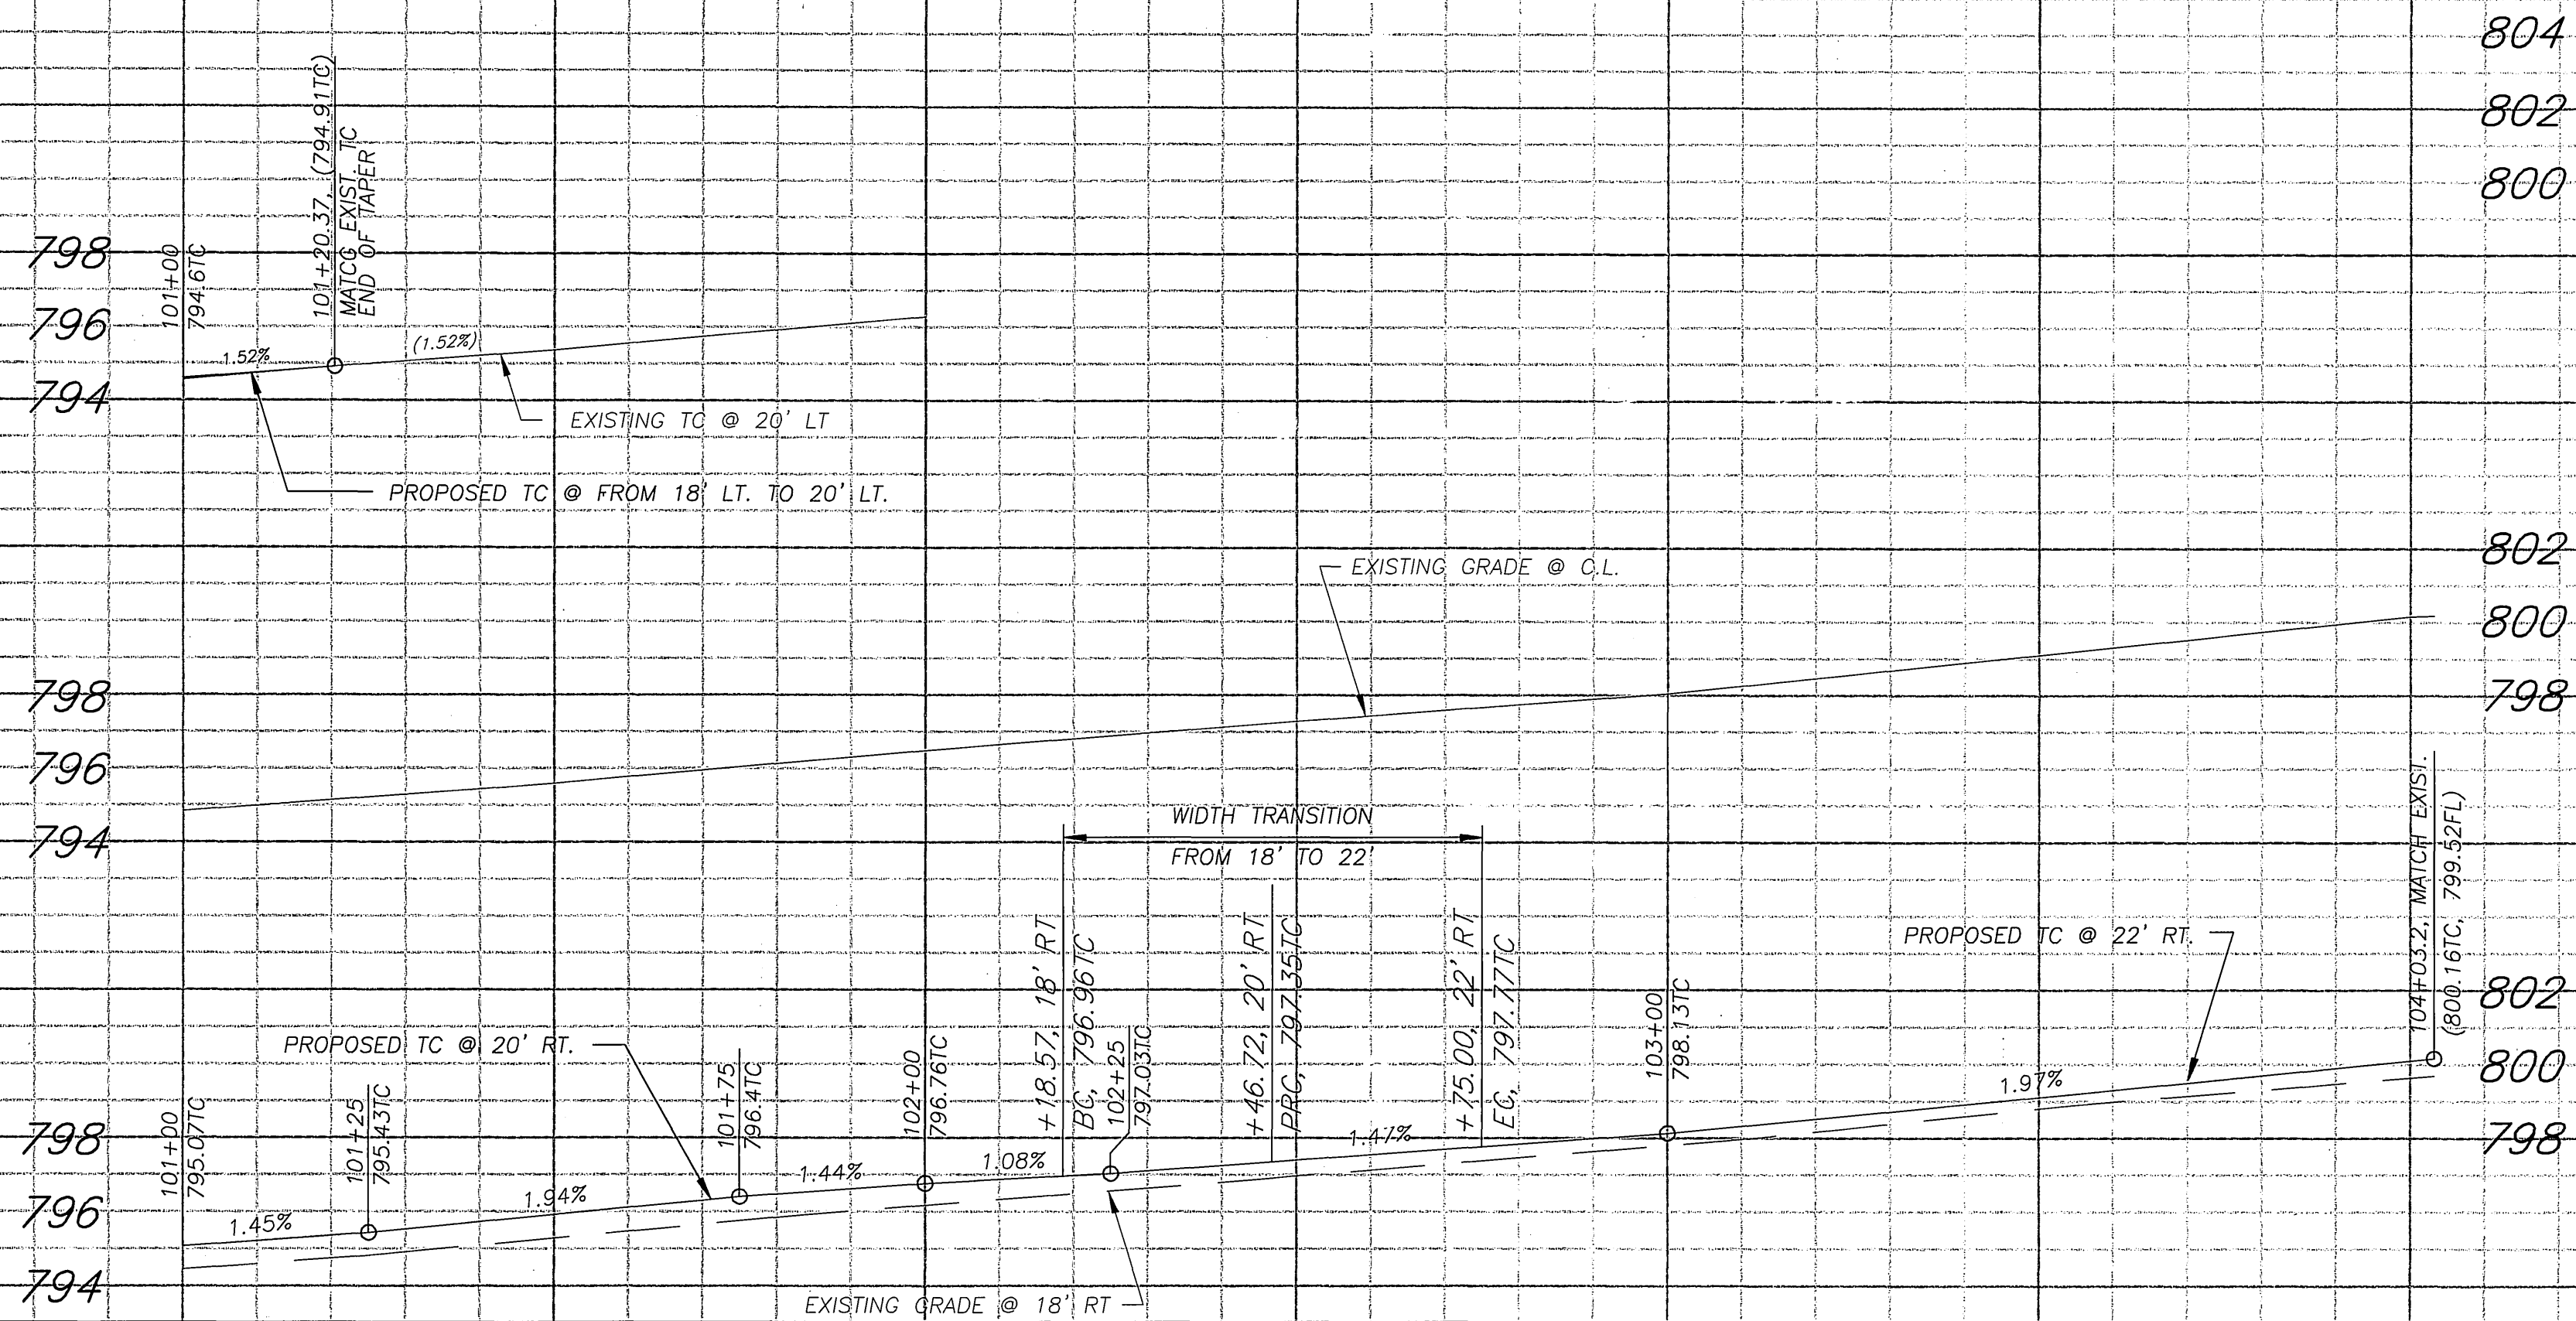 804
802
800
798
796
794
101+00
794.6TC
101+20.37, (794.91TC)
MATCG EXIST. TC
END OF TAPER
1.52%
(1.52%)
EXISTING TC @ 20' LT
PROPOSED TC @ FROM 18' LT. TO 20' LT.
802
800
798
798
796
794
EXISTING GRADE @ C.L.
WIDTH TRANSITION
FROM 18' TO 22'
802
800
798
798
796
794
101+00
795.07TC
101+25
795.43TC
PROPOSED TC @ 20' RT.
101+75
796.4TC
102+00
796.76TC
+18.57, 18' RT
BC, 796.96TC
102+25
797.03TC
+46.72, 20' RT
PRC, 797.35TC
+75.00, 22' RT
EC, 797.77TC
103+00
798.13TC
PROPOSED TC @ 22' RT.
104+03.2, MATCH EXIST.
(800.16TC, 799.52FL)
1.45%
1.94%
1.44%
1.08%
1.47%
1.97%
EXISTING GRADE @ 18' RT